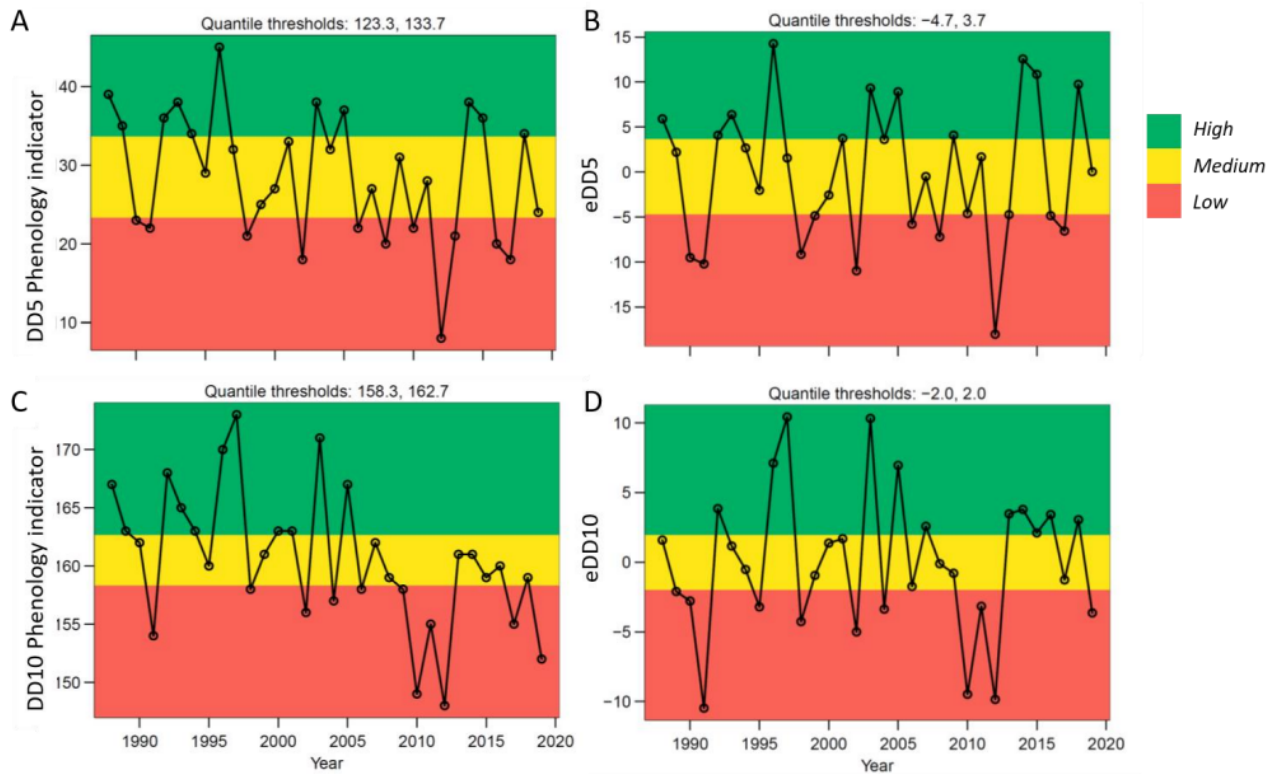 A
Quantile thresholds: 123.3, 133.7
DD5 Phenology indicator
40
30
20
10
B
Quantile thresholds: −4.7, 3.7
eDD5
15
10
5
0
−5
−10
15
High
Medium
Low
C
Quantile thresholds: 158.3, 162.7
DD10 Phenology indicator
170
165
160
155
150
1990 1995 2000 2005 2010 2015 2020
Year
D
Quantile thresholds: −2.0, 2.0
eDD10
10
5
0
−5
−10
1990 1995 2000 2005 2010 2015 2020
Year